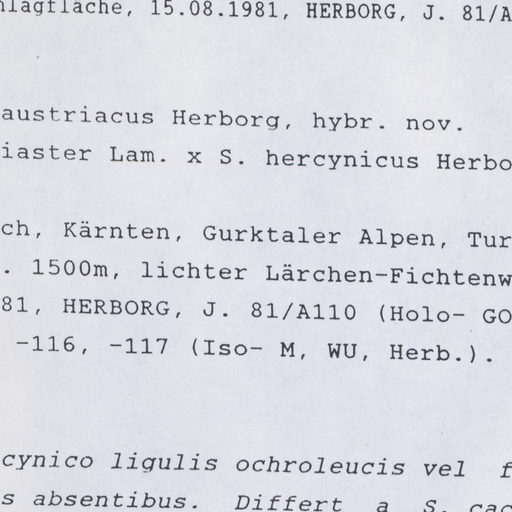 hlagfläche, 15.08.1981, HERBORG, J. 81/A
austriacus Herborg, hybr. nov.
iaster Lam. x S. hercynicus Herbo
ch, Kärnten, Gurktaler Alpen, Tur
. 1500m, lichter Lärchen-Fichtenw
81, HERBORG, J. 81/A110 (Holo- GO
-116, -117 (Iso- M, WU, Herb.).
cynico ligulis ochroleucis vel f
s absentibus. Differt a S. cac